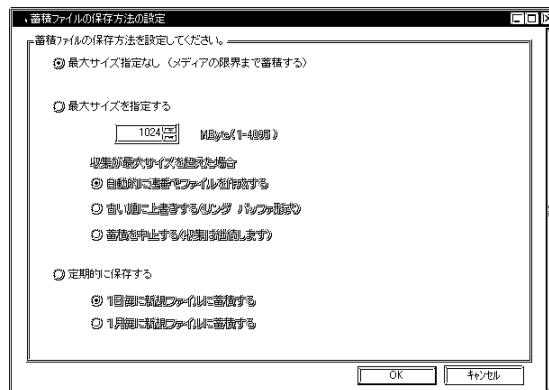 蓄積ファイルの保存方法の設定
蓄積ファイルの保存方法を設定してください。
最大サイズ指定なし（メディアの限界まで蓄積する）
最大サイズを指定する
1024 MByte(1-4095)
収集が最大サイズを超えた場合
自動的に連番でファイルを作成する
古い順に上書きする(リング バッファ形式)
蓄積を中止する(収集は継続します)
定期的に保存する
1日毎に新規ファイルに蓄積する
1月毎に新規ファイルに蓄積する
OK キャンセル